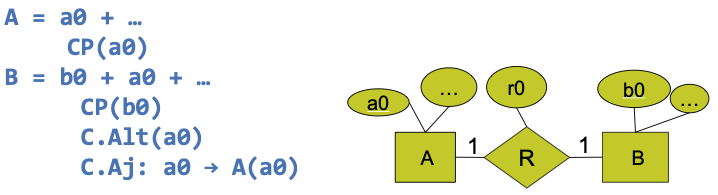 A = a0 + …
CP(a0)
B = b0 + a0 + …
CP(b0)
C.Alt(a0)
C.Aj: a0 → A(a0)
a0
…
r0
b0
…
A
1
R
1
B